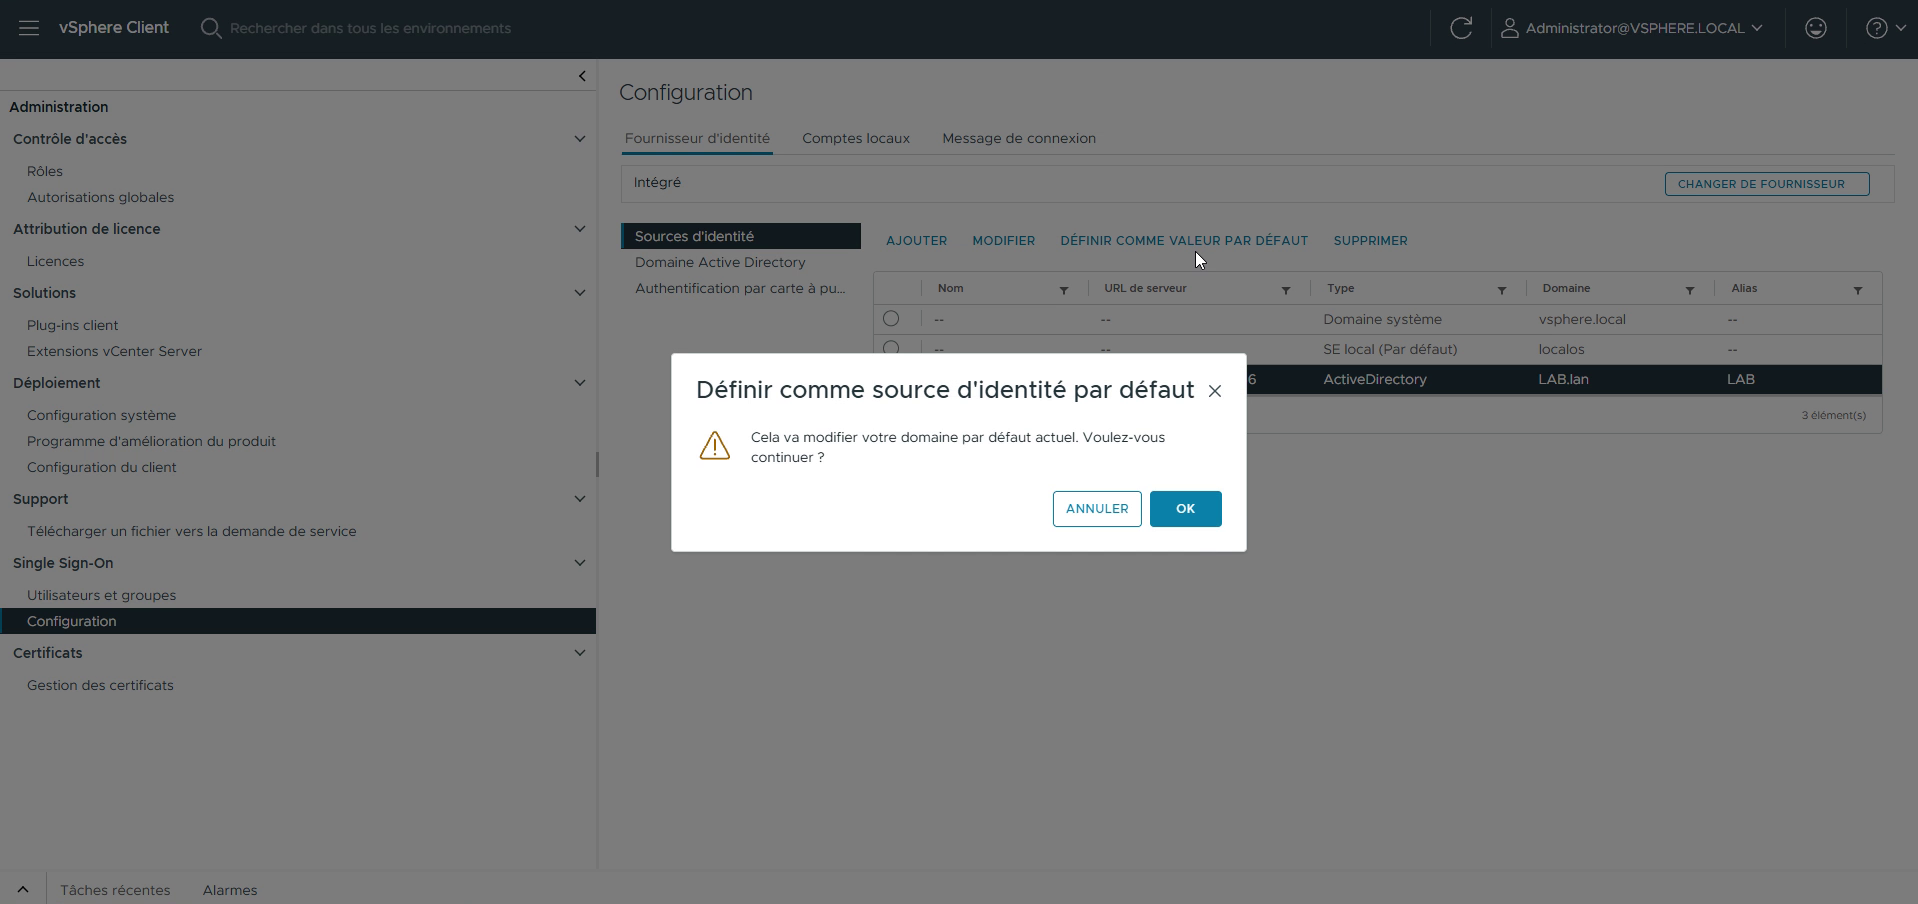 vSphere Client
Rechercher dans tous les environnements
Administrator@VSPHERE.LOCAL
Administration
Contrôle d'accès
Rôles
Autorisations globales
Attribution de licence
Licences
Solutions
Plug-ins client
Extensions vCenter Server
Déploiement
Configuration système
Programme d'amélioration du produit
Configuration du client
Support
Télécharger un fichier vers la demande de service
Single Sign-On
Utilisateurs et groupes
Configuration
Certificats
Gestion des certificats
Configuration
Fournisseur d'identité Comptes locaux Message de connexion
Intégré CHANGER DE FOURNISSEUR
Sources d'identité
Domaine Active Directory
Authentification par carte à pu...
AJOUTER MODIFIER DÉFINIR COMME VALEUR PAR DÉFAUT SUPPRIMER
Nom URL de serveur Type Domaine Alias
-- -- Domaine système vsphere.local --
-- -- SE local (Par défaut) localos --
6 ActiveDirectory LAB.lan LAB
3 élément(s)
Définir comme source d'identité par défaut
Cela va modifier votre domaine par défaut actuel. Voulez-vous
continuer ?
ANNULER OK
Tâches récentes Alarmes